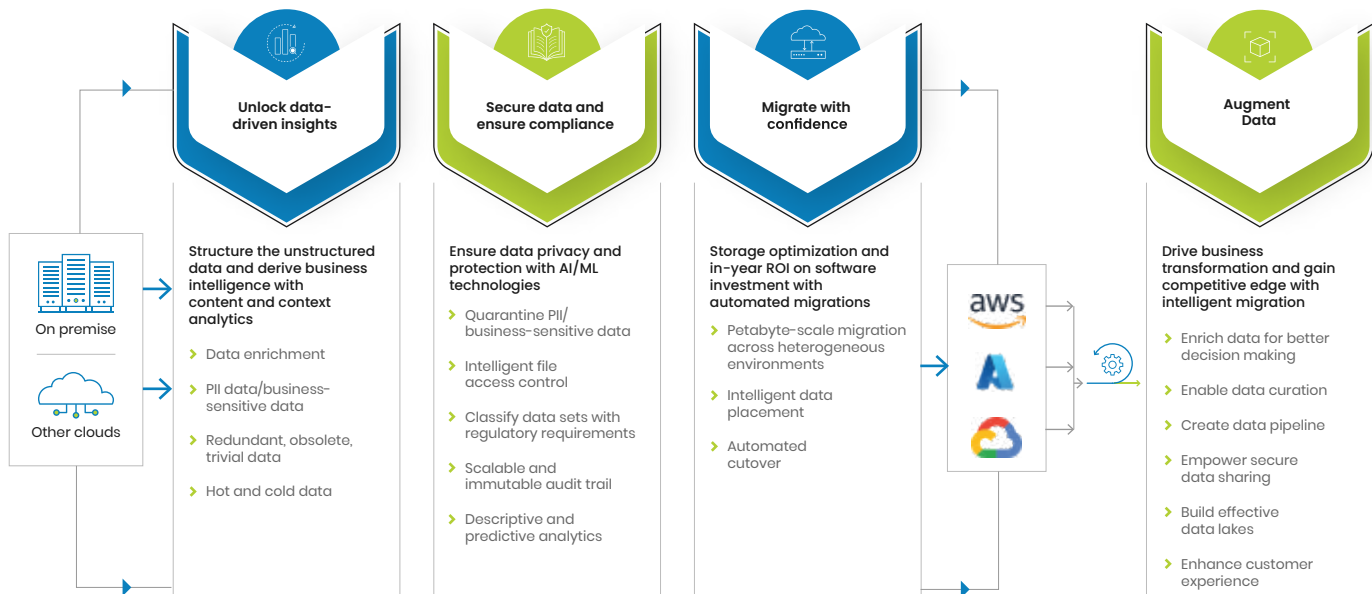 On premise
Other clouds
Unlock data-
driven insights
Structure the unstructured
data and derive business
intelligence with
content and context
analytics
Data enrichment
PII data/business-
sensitive data
Redundant, obsolete,
trivial data
Hot and cold data
Secure data and
ensure compliance
Ensure data privacy and
protection with AI/ML
technologies
Quarantine PII/
business-sensitive data
Intelligent file
access control
Classify data sets with
regulatory requirements
Scalable and
immutable audit trail
Descriptive and
predictive analytics
Migrate with
confidence
Storage optimization and
in-year ROI on software
investment with
automated migrations
Petabyte-scale migration
across heterogeneous
environments
Intelligent data
placement
Automated
cutover
aws
Augment
Data
Drive business
transformation and gain
competitive edge with
intelligent migration
Enrich data for better
decision making
Enable data curation
Create data pipeline
Empower secure
data sharing
Build effective
data lakes
Enhance customer
experience